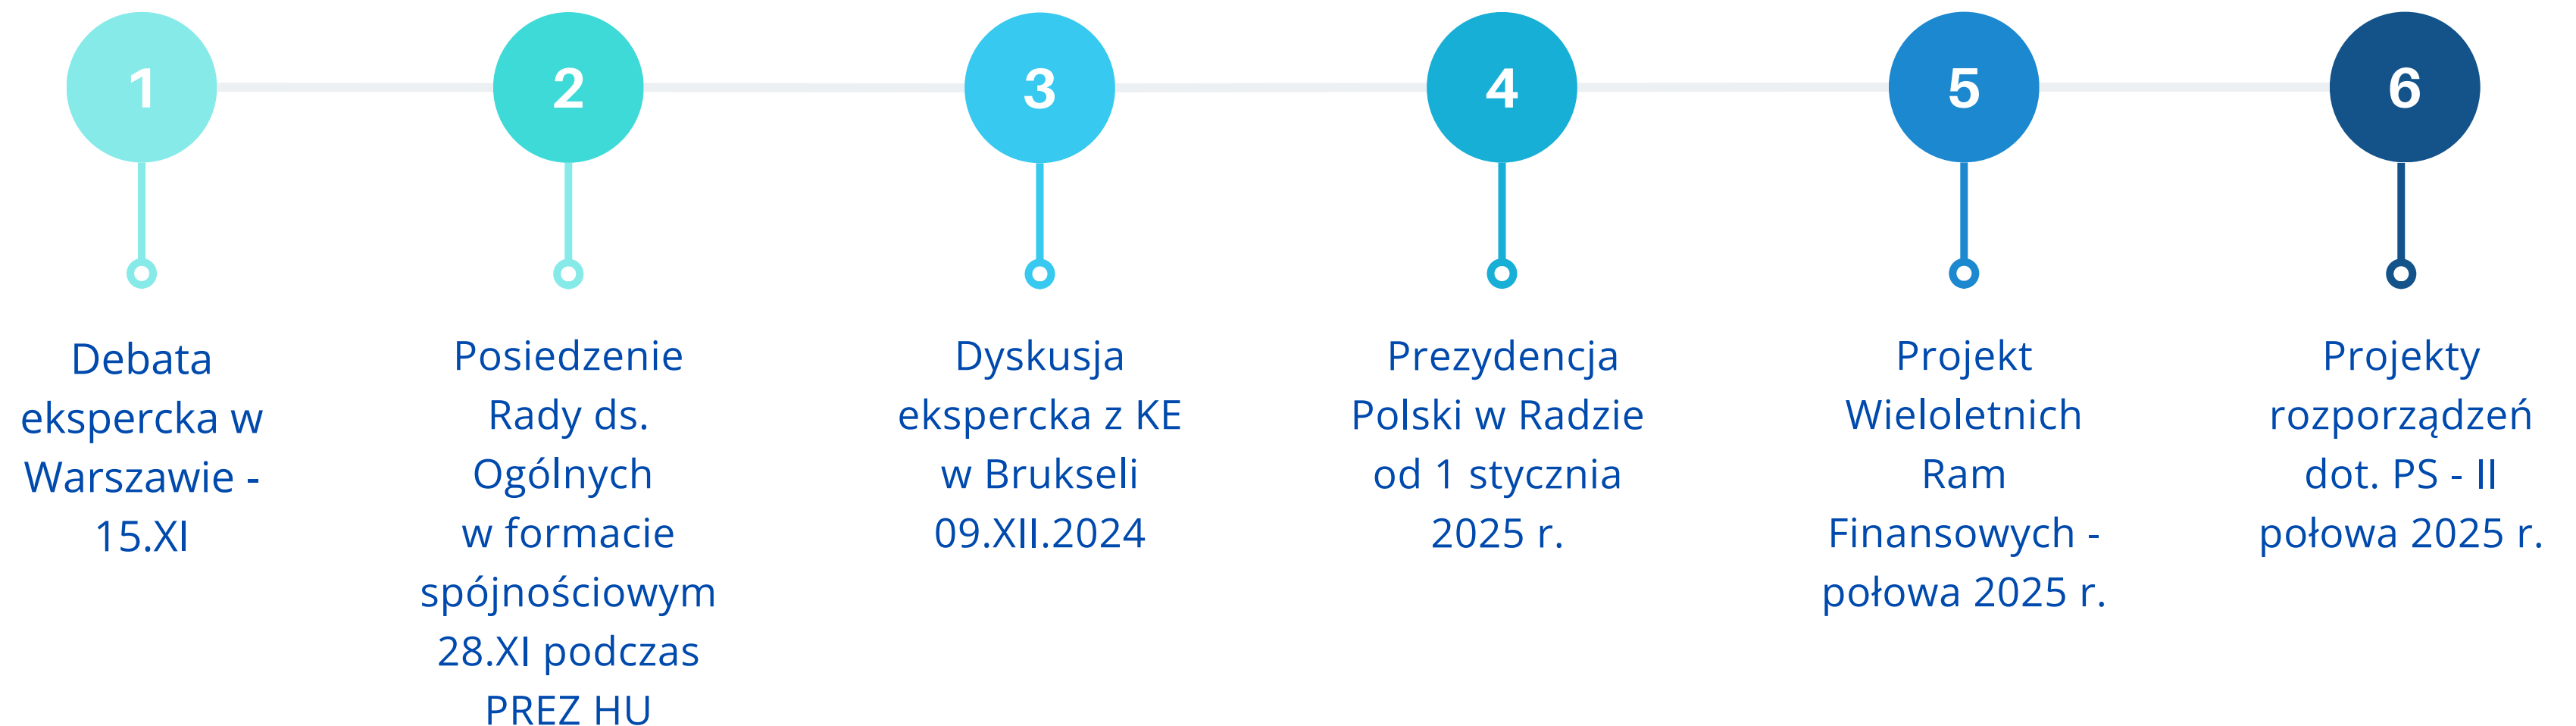 1
2
3
4
5
6
Debata
ekspercka w
Warszawie -
15.XI
Posiedzenie
Rady ds.
Ogólnych
w formacie
spójnościowym
28.XI podczas
PREZ HU
Dyskusja
ekspercka z KE
w Brukseli
09.XII.2024
Prezydencja
Polski w Radzie
od 1 stycznia
2025 r.
Projekt
Wieloletnich
Ram
Finansowych -
połowa 2025 r.
Projekty
rozporządzeń
dot. PS - II
połowa 2025 r.